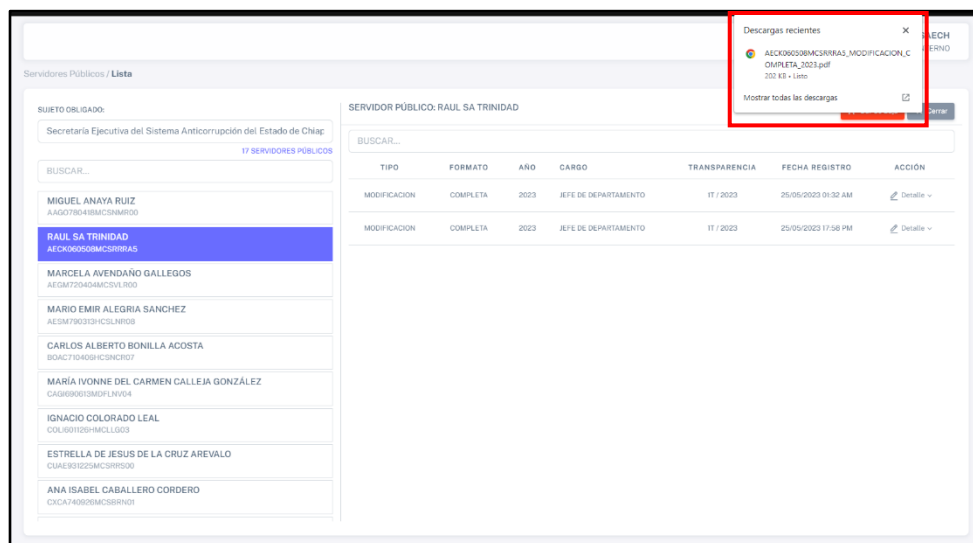 Descargas recientes
AECK060508MCSRRRA5_MODIFICACION_C
OMPLETA_2023.pdf
202 KB • Listo
Mostrar todas las descargas
Cerrar
Servidores Públicos / Lista
SUJETO OBLIGADO:
Secretaría Ejecutiva del Sistema Anticorrupción del Estado de Chiap
17 SERVIDORES PÚBLICOS
BUSCAR...
MIGUEL ANAYA RUIZ
AAGO780418MCSNMR00
RAUL SA TRINIDAD
AECK060508MCSRRRA5
MARCELA AVENDAÑO GALLEGOS
AEGM720404MCSVLR00
MARIO EMIR ALEGRIA SANCHEZ
AESM790313HCSLNR08
CARLOS ALBERTO BONILLA ACOSTA
BOAC710406HCSNCR07
MARÍA IVONNE DEL CARMEN CALLEJA GONZÁLEZ
CAGI690613MDFLNV04
IGNACIO COLORADO LEAL
COLI601126HMCLLG03
ESTRELLA DE JESUS DE LA CRUZ AREVALO
CUAE931225MCSRRS00
ANA ISABEL CABALLERO CORDERO
CXCA740926MCSBRN01
SERVIDOR PÚBLICO: RAUL SA TRINIDAD
BUSCAR...
TIPO FORMATO AÑO CARGO TRANSPARENCIA FECHA REGISTRO ACCIÓN
MODIFICACION COMPLETA 2023 JEFE DE DEPARTAMENTO IT / 2023 25/05/2023 01:32 AM Detalle
MODIFICACION COMPLETA 2023 JEFE DE DEPARTAMENTO IT / 2023 25/05/2023 17:58 PM Detalle